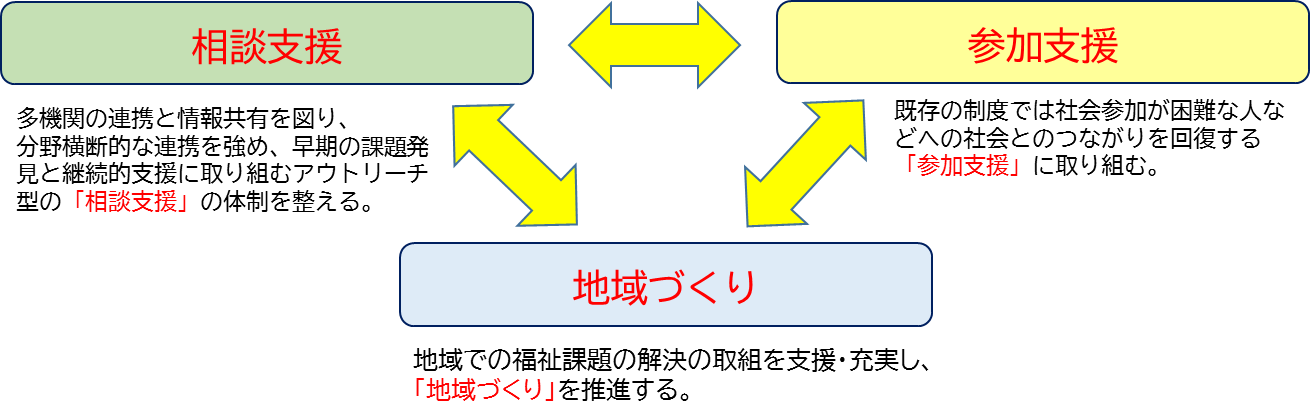 相談支援
参加支援
多機関の連携と情報共有を図り、
分野横断的な連携を強め、早期の課題発
見と継続的支援に取り組むアウトリーチ
型の「相談支援」の体制を整える。
既存の制度では社会参加が困難な人な
どへの社会とのつながりを回復する
「参加支援」に取り組む。
地域づくり
地域での福祉課題の解決の取組を支援・充実し、
「地域づくり」を推進する。